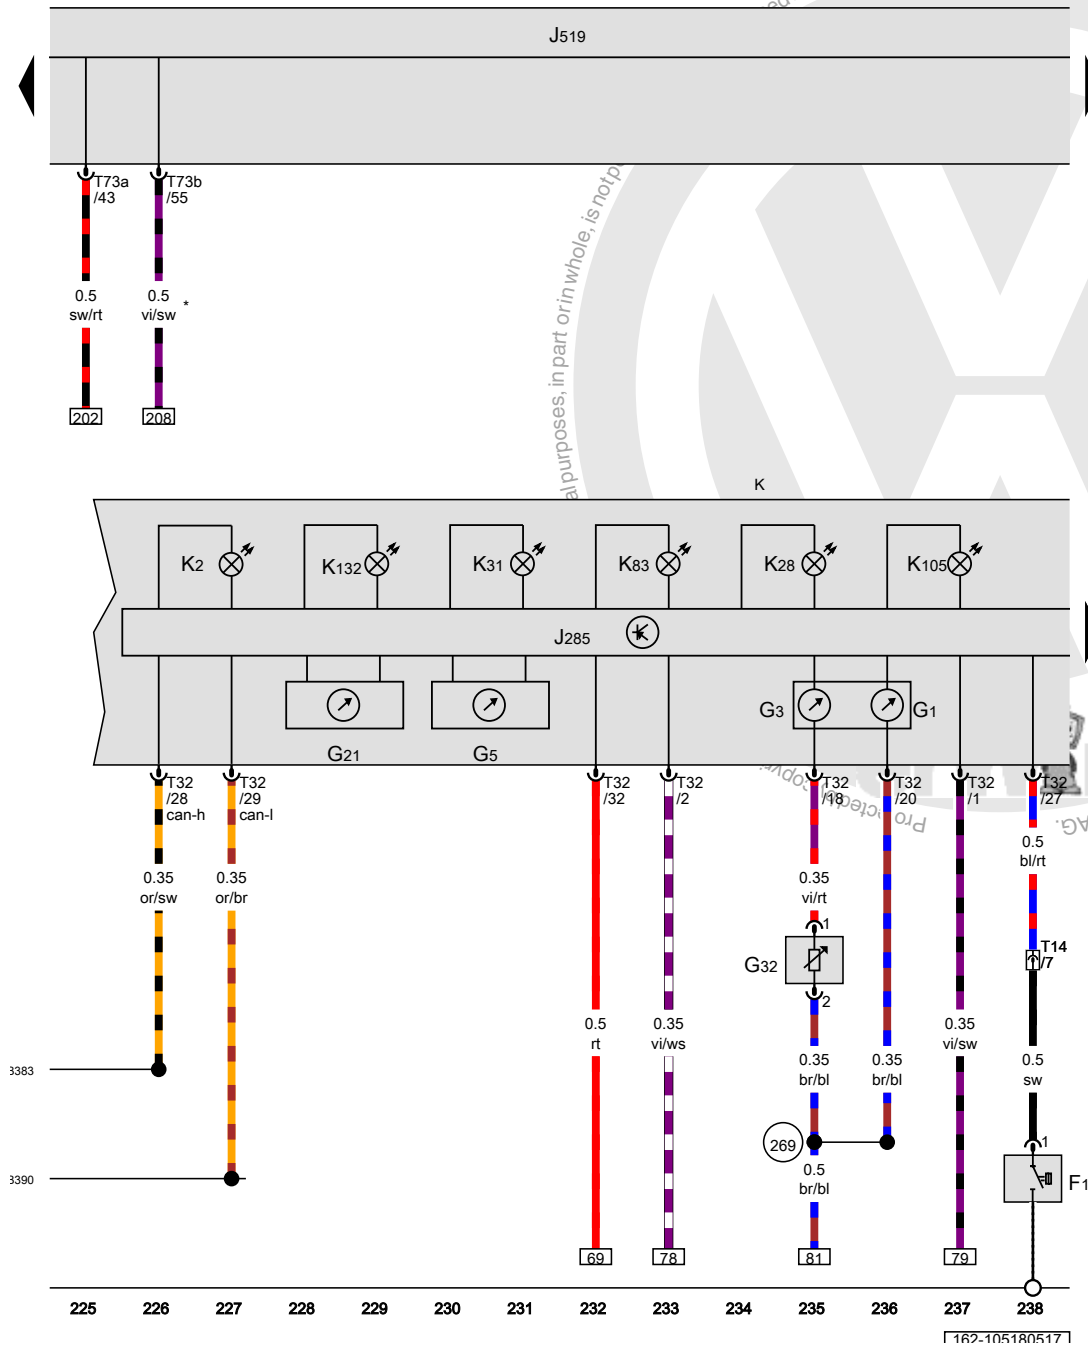 J519
T73a
/43
T73b
/55
0.5
sw/rt
0.5
vi/sw
*
202
208
al purposes, in part or in whole, is not p
K
K2
K132
K31
K83
K28
K105
J285
G3
G1
G21
G5
T32
/28
can-h
T32
/29
can-l
T32
/32
T32
/2
T32
/18
T32
/20
T32
/1
T32
/27
AG.
0.5
bl/rt
0.35
or/sw
0.35
or/br
0.35
vi/rt
1
T14
/7
G32
2
0.5
rt
0.35
vi/ws
0.35
br/bl
0.35
br/bl
0.35
vi/sw
0.5
sw
3383
269
1
0.5
br/bl
3390
F1
69
78
81
79
225 226 227 228 229 230 231 232 233 234 235 236 237 238
162-105180517